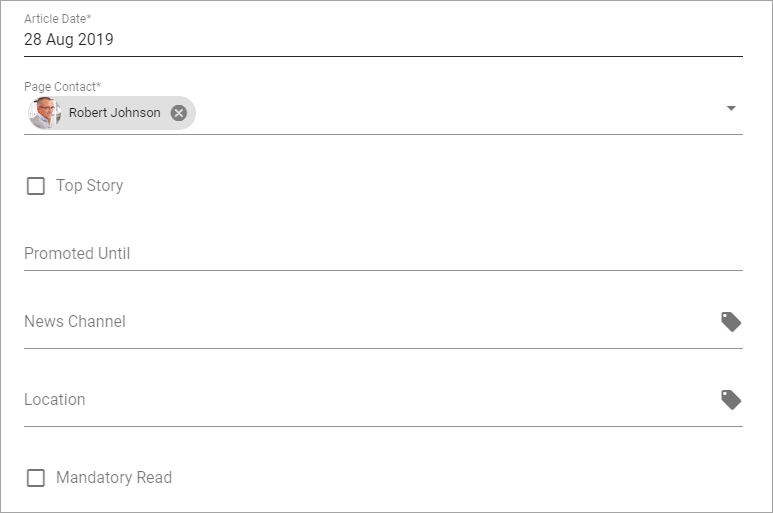 Article Date*
28 Aug 2019
Page Contact*
Robert Johnson
Top Story
Promoted Until
News Channel
Location
Mandatory Read